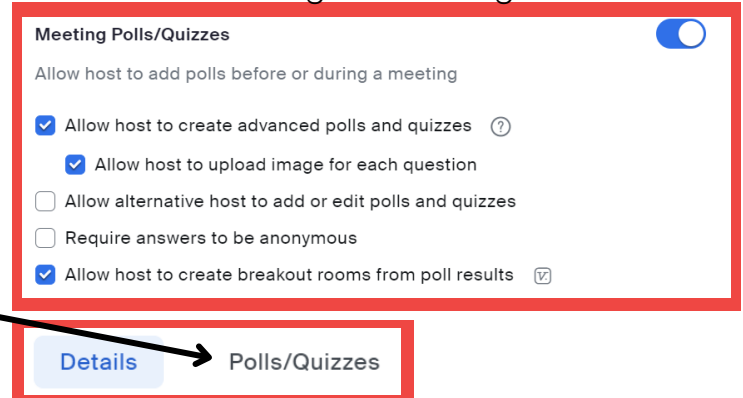 Meeting Polls/Quizzes
Allow host to add polls before or during a meeting
Allow host to create advanced polls and quizzes ?
Allow host to upload image for each question
Allow alternative host to add or edit polls and quizzes
Require answers to be anonymous
Allow host to create breakout rooms from poll results V
Details Polls/Quizzes